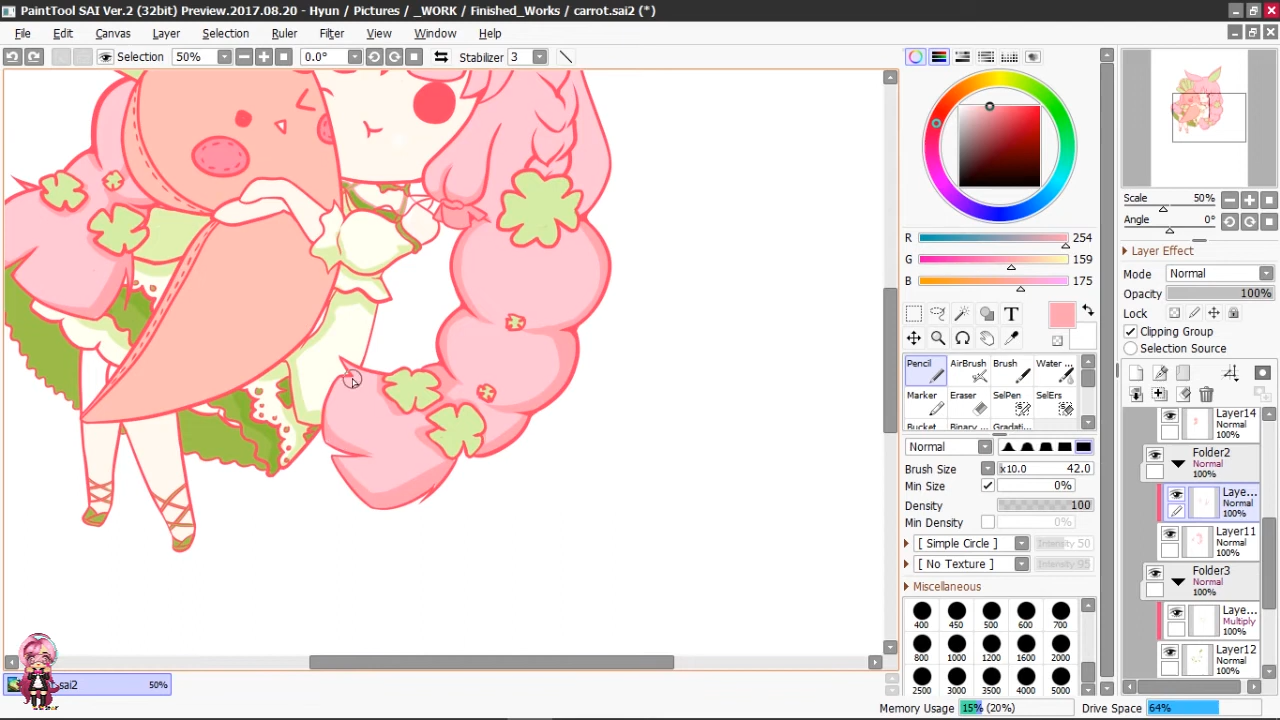 PaintTool SAI Ver.2 (32bit) Preview.2017.08.20 - Hyun / Pictures / _WORK / Finished_Works / carrot.sai2 (*)
File Edit Canvas Layer Selection Ruler Filter View Window Help
Selection 50% 0.0° Stabilizer 3
Scale 50%
Angle 0°
R 254
G 159
B 175
Layer Effect
Mode Normal
Opacity 100%
Lock
Clipping Group
Selection Source
T
Pencil AirBrush Brush Water ...
Marker Eraser SelPen SelErs
Bucket Binary ... Gradati...
Normal
Brush Size x10.0 42.0
Min Size 0%
Density 100
Min Density 0%
[ Simple Circle ] Intensity 50
[ No Texture ] Intensity 95
Miscellaneous
400 450 500 600 700
800 1000 1200 1600 2000
2500 3000 3500 4000 5000
Layer14
Normal
100%
Folder2
Normal
100%
Laye...
Normal
100%
Layer11
Normal
100%
Folder3
Normal
100%
Laye...
Multiply
100%
Layer12
Normal
100%
.sai2 50%
Memory Usage 15% (20%) Drive Space 64%